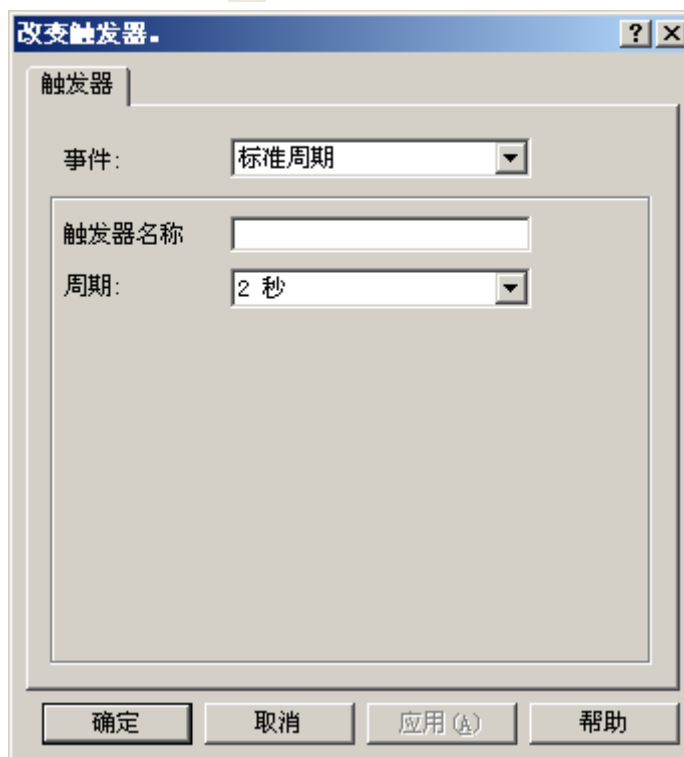 改变触发器.
触发器
事件: 标准周期
触发器名称
周期: 2 秒
确定 取消 应用(A) 帮助